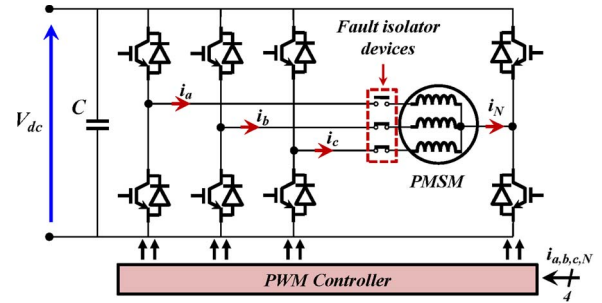 Fault isolator
devices
i_a
i_N
C
V_dc
i_b
i_c
PMSM
i_a,b,c,N
PWM Controller
4